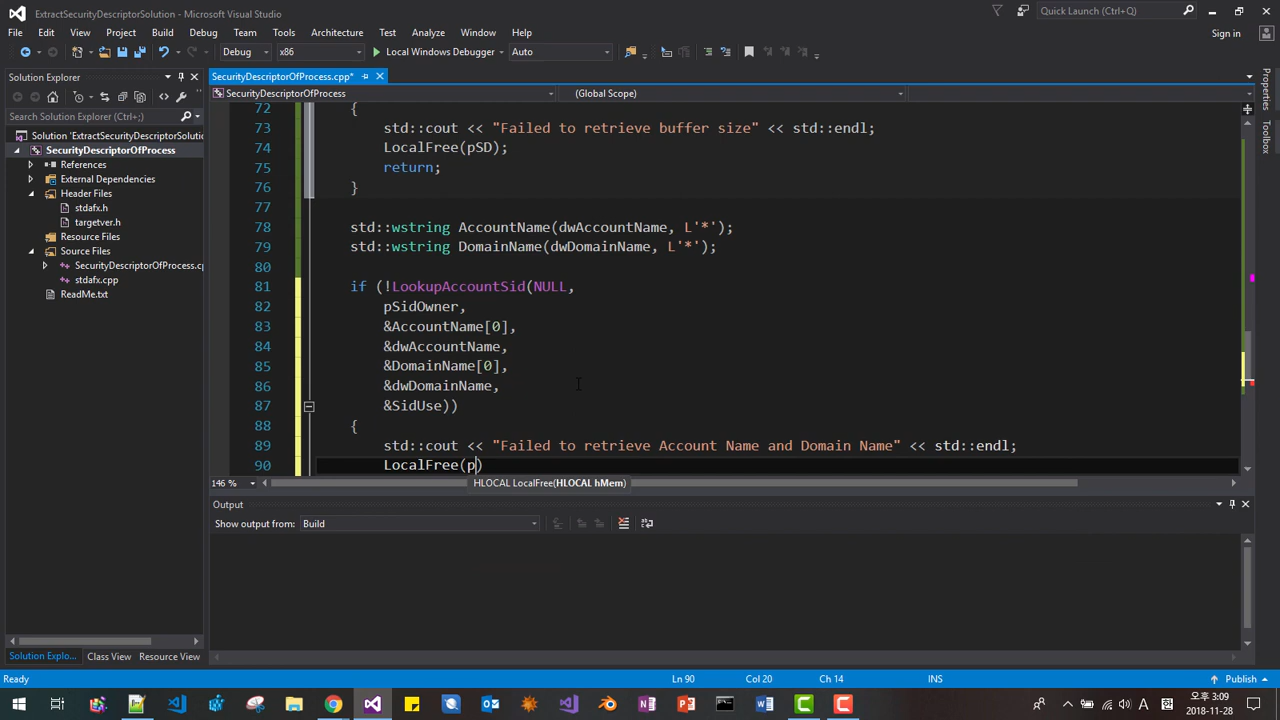 ExtractSecurityDescriptorSolution - Microsoft Visual Studio
Quick Launch (Ctrl+Q)
File Edit View Project Build Debug Team Tools Architecture Test Analyze Window Help
Sign in
Debug x86 Local Windows Debugger Auto
Solution Explorer
Search Solution Explorer (Ctrl+;)
Solution 'ExtractSecurityDescriptorSolutio
SecurityDescriptorOfProcess
References
External Dependencies
Header Files
stdafx.h
targetver.h
Resource Files
Source Files
SecurityDescriptorOfProcess.cp
stdafx.cpp
ReadMe.txt
Solution Explo... Class View Resource View
SecurityDescriptorOfProcess.cpp*
SecurityDescriptorOfProcess (Global Scope)
72 {
73 std::cout << "Failed to retrieve buffer size" << std::endl;
74 LocalFree(pSD);
75 return;
76 }
77
78 std::wstring AccountName(dwAccountName, L'*');
79 std::wstring DomainName(dwDomainName, L'*');
80
81 if (!LookupAccountSid(NULL,
82 pSidOwner,
83 &AccountName[0],
84 &dwAccountName,
85 &DomainName[0],
86 &dwDomainName,
87 &SidUse))
88 {
89 std::cout << "Failed to retrieve Account Name and Domain Name" << std::endl;
90 LocalFree(p)
HLOCAL LocalFree(HLOCAL hMem)
146 %
Output
Show output from: Build
Properties
Toolbox
Ready Ln 90 Col 20 Ch 14 INS Publish
A 오후 3:09
2018-11-28